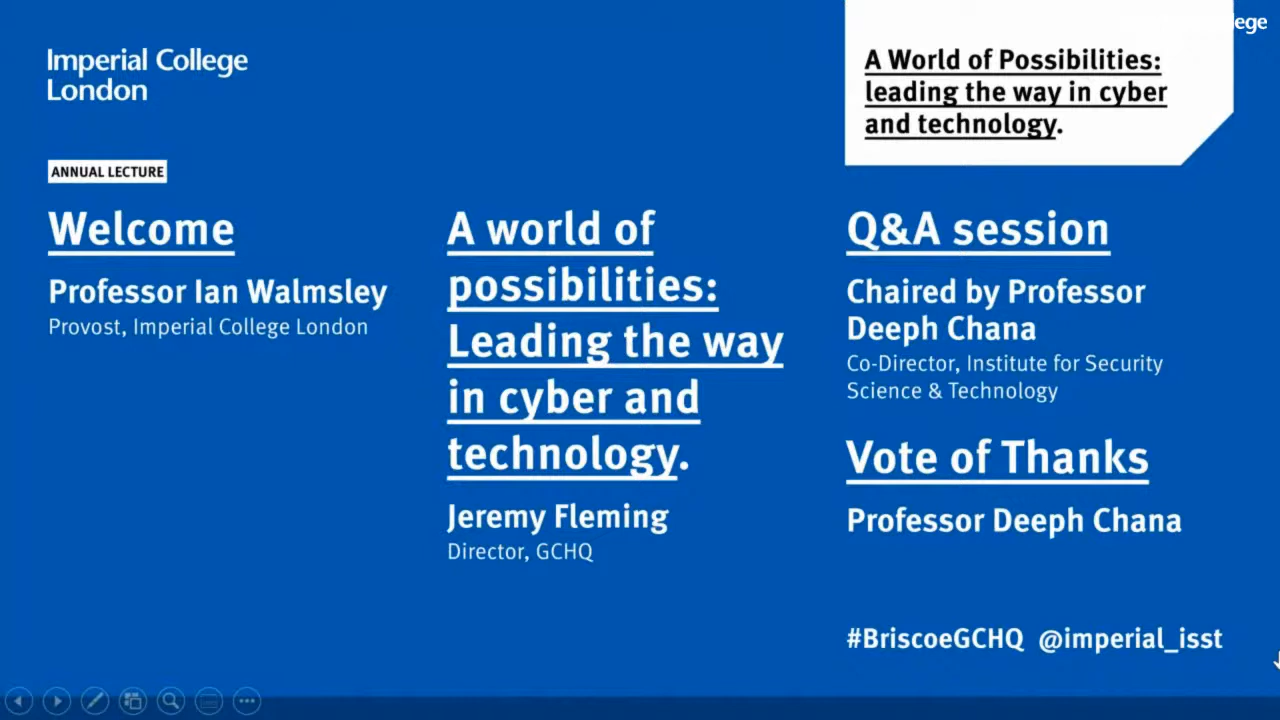 Imperial College
London
ege
A World of Possibilities:
leading the way in cyber
and technology.
ANNUAL LECTURE
Welcome
Professor Ian Walmsley
Provost, Imperial College London
A world of
possibilities:
Leading the way
in cyber and
technology.
Jeremy Fleming
Director, GCHQ
Q&A session
Chaired by Professor
Deeph Chana
Co-Director, Institute for Security
Science & Technology
Vote of Thanks
Professor Deeph Chana
#BriscoeGCHQ @imperial_isst